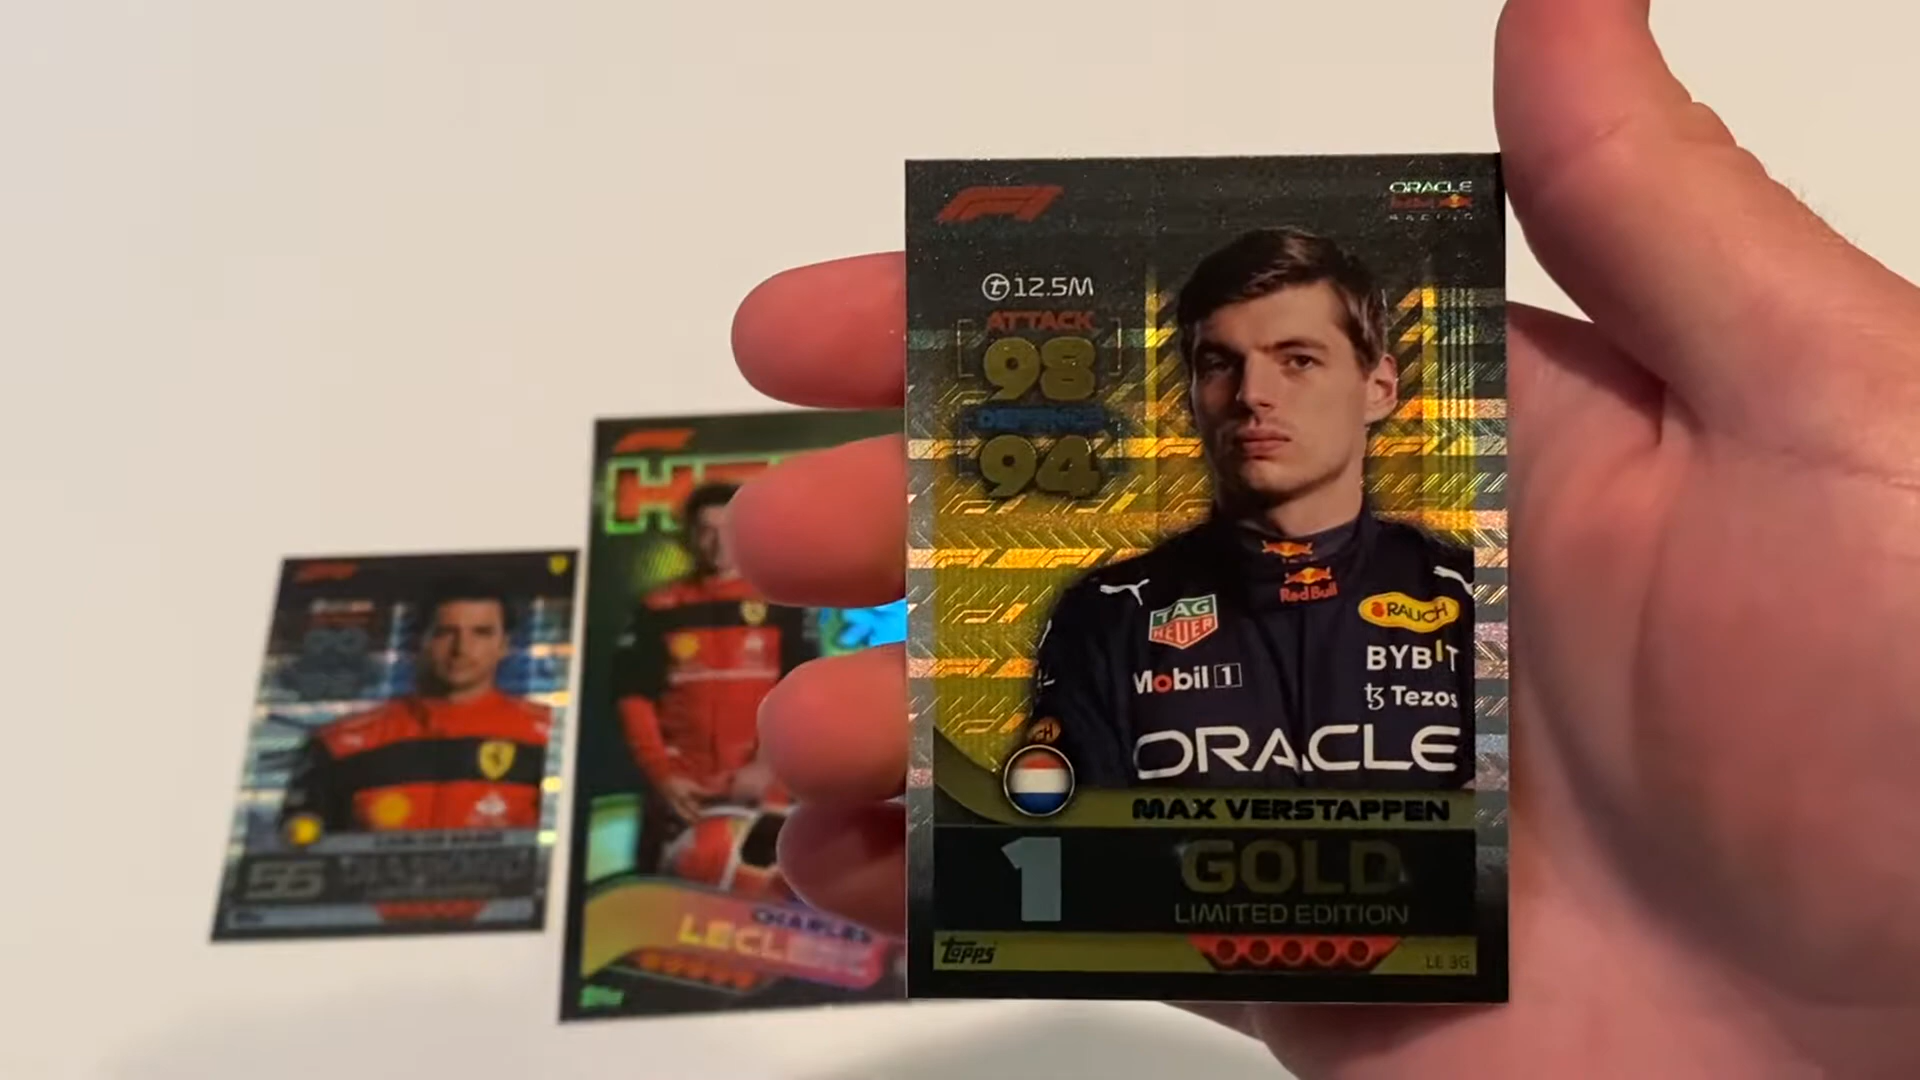 ORACLE
Red Bull
RACING
12.5M
ATTACK
98
DEFENCE
94
Red Bull
TAG
HEUER
RAUCH
BYBIT
Mobil 1
Tezos
ORACLE
MAX VERSTAPPEN
1
GOLD
LIMITED EDITION
topps
LE 3G
CHARLES
LECLERC
55